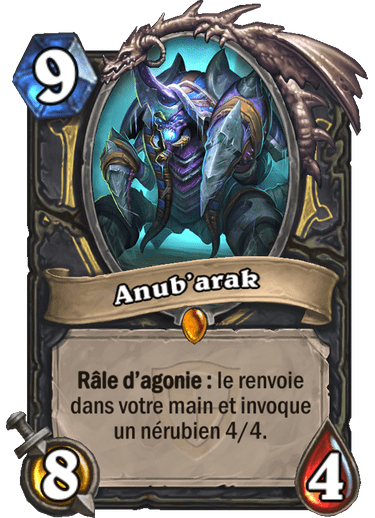 9
Anub'arak
Râle d'agonie : le renvoie
dans votre main et invoque
un nérubien 4/4.
8
4